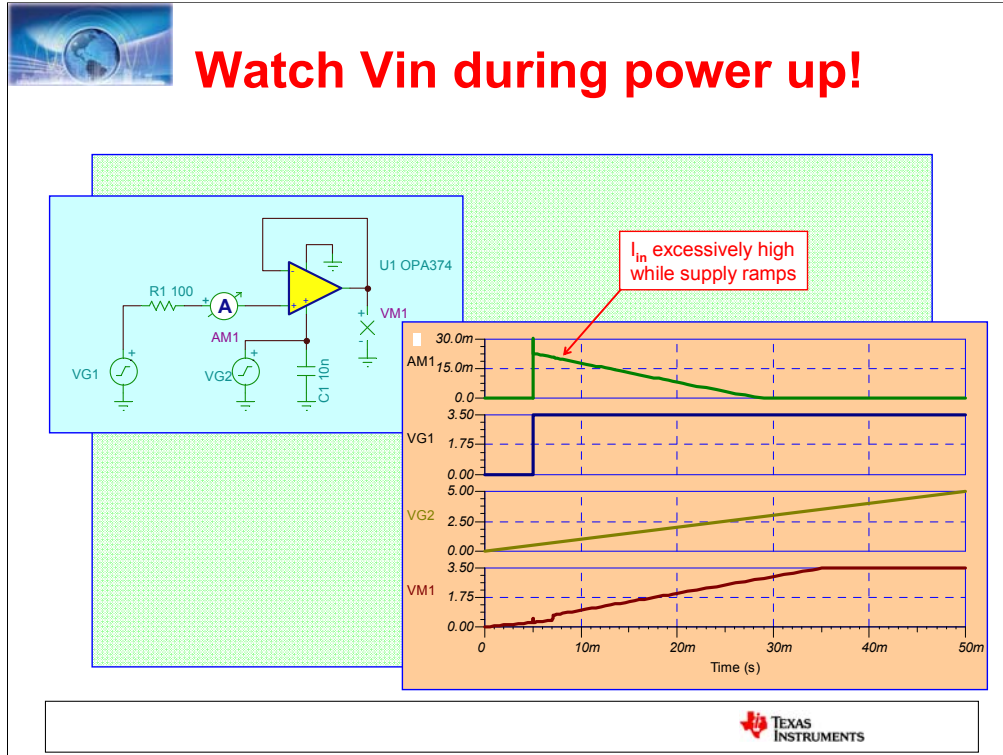 Watch Vin during power up!
U1 OPA374
R1 100
+
A
AM1
-
+
+
VG1
+
VG2
+
C1 10n
+
VM1
-
I_in excessively high
while supply ramps
AM1
30.0m
15.0m
0.0
VG1
3.50
1.75
0.00
VG2
5.00
2.50
0.00
VM1
3.50
1.75
0.00
0 10m 20m 30m 40m 50m
Time (s)
TEXAS
INSTRUMENTS